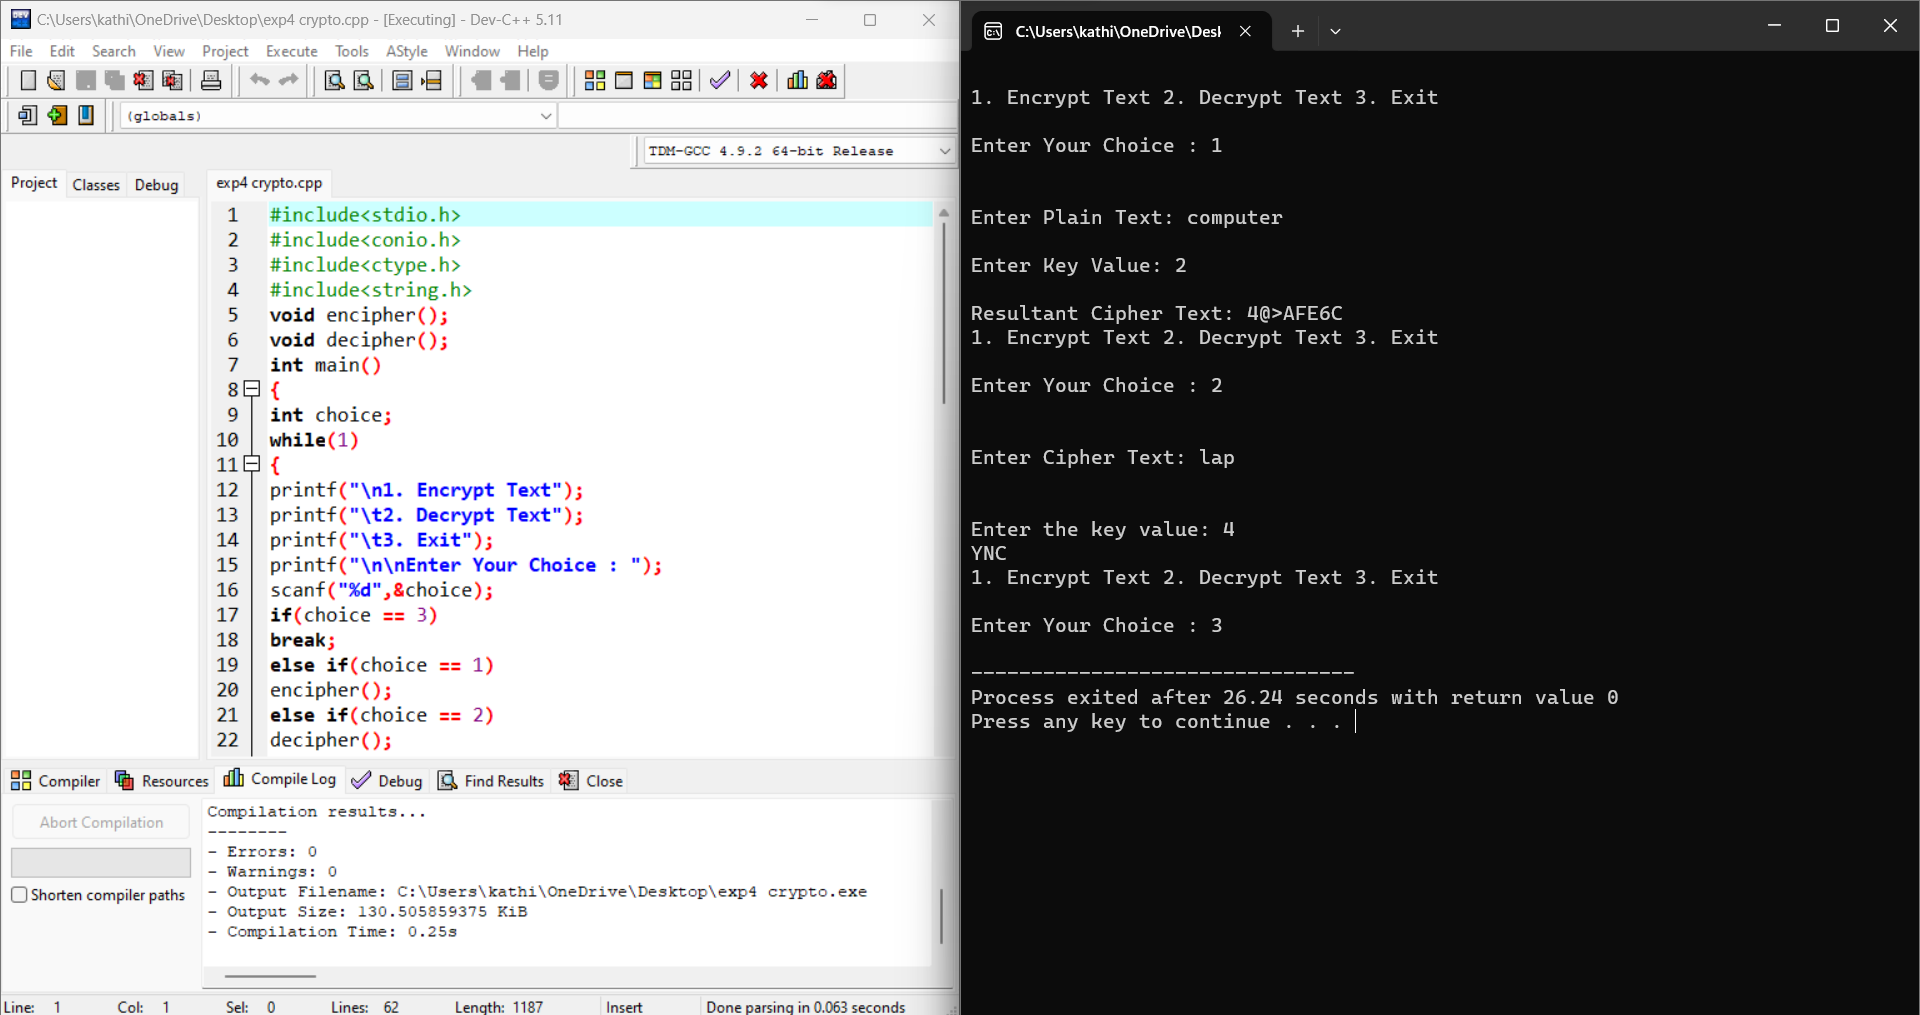 C:\Users\kathi\OneDrive\Desktop\exp4 crypto.cpp - [Executing] - Dev-C++ 5.11
File Edit Search View Project Execute Tools AStyle Window Help
(globals)
TDM-GCC 4.9.2 64-bit Release
Project Classes Debug
exp4 crypto.cpp
1 #include<stdio.h>
2 #include<conio.h>
3 #include<ctype.h>
4 #include<string.h>
5 void encipher();
6 void decipher();
7 int main()
8 {
9 int choice;
10 while(1)
11 {
12 printf("\n1. Encrypt Text");
13 printf("\t2. Decrypt Text");
14 printf("\t3. Exit");
15 printf("\n\nEnter Your Choice : ");
16 scanf("%d",&choice);
17 if(choice == 3)
18 break;
19 else if(choice == 1)
20 encipher();
21 else if(choice == 2)
22 decipher();
Compiler Resources Compile Log Debug Find Results Close
Abort Compilation
Shorten compiler paths
Compilation results...
--------
- Errors: 0
- Warnings: 0
- Output Filename: C:\Users\kathi\OneDrive\Desktop\exp4 crypto.exe
- Output Size: 130.505859375 KiB
- Compilation Time: 0.25s
Line: 1 Col: 1 Sel: 0 Lines: 62 Length: 1187 Insert Done parsing in 0.063 seconds
C:\Users\kathi\OneDrive\Desl
1. Encrypt Text 2. Decrypt Text 3. Exit
Enter Your Choice : 1
Enter Plain Text: computer
Enter Key Value: 2
Resultant Cipher Text: 4@>AFE6C
1. Encrypt Text 2. Decrypt Text 3. Exit
Enter Your Choice : 2
Enter Cipher Text: lap
Enter the key value: 4
YNC
1. Encrypt Text 2. Decrypt Text 3. Exit
Enter Your Choice : 3
--------------------------------
Process exited after 26.24 seconds with return value 0
Press any key to continue . . .